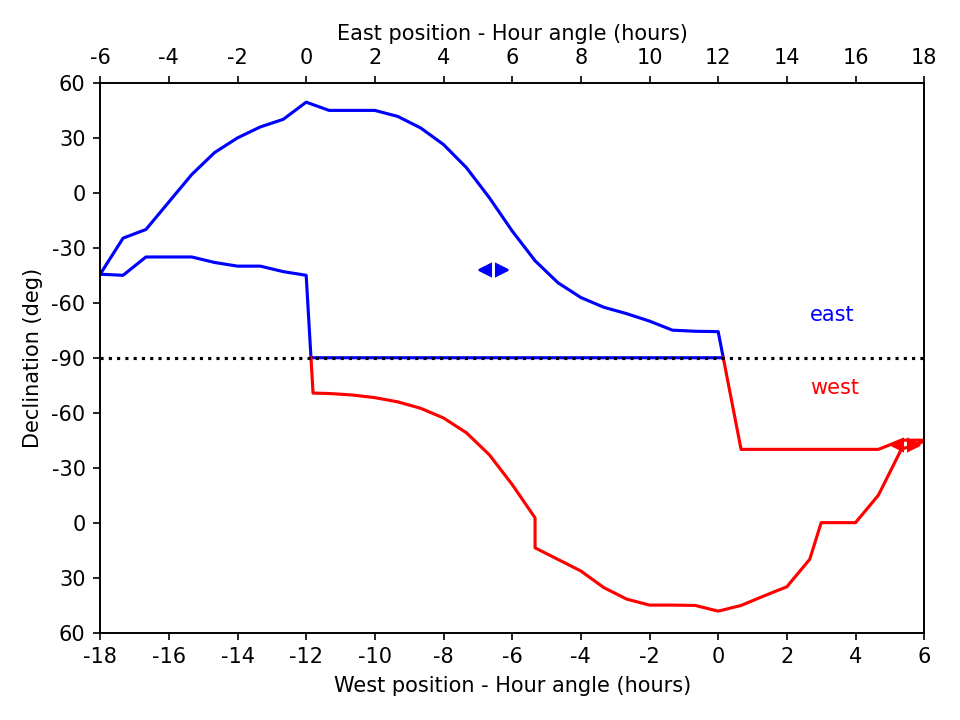 East position - Hour angle (hours)
-6 -4 -2 0 2 4 6 8 10 12 14 16 18
60
30
0
-30
-60
-90
-60
-30
0
30
60
Declination (deg)
east
west
-18 -16 -14 -12 -10 -8 -6 -4 -2 0 2 4 6
West position - Hour angle (hours)